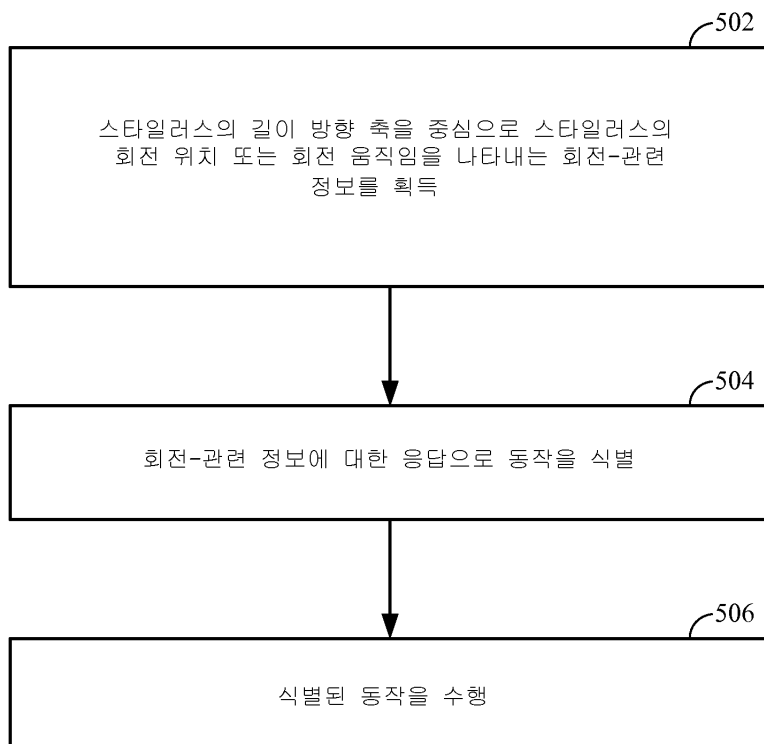 502
스타일러스의 길이 방향 축을 중심으로 스타일러스의
회전 위치 또는 회전 움직임을 나타내는 회전-관련
정보를 획득
504
회전-관련 정보에 대한 응답으로 동작을 식별
506
식별된 동작을 수행